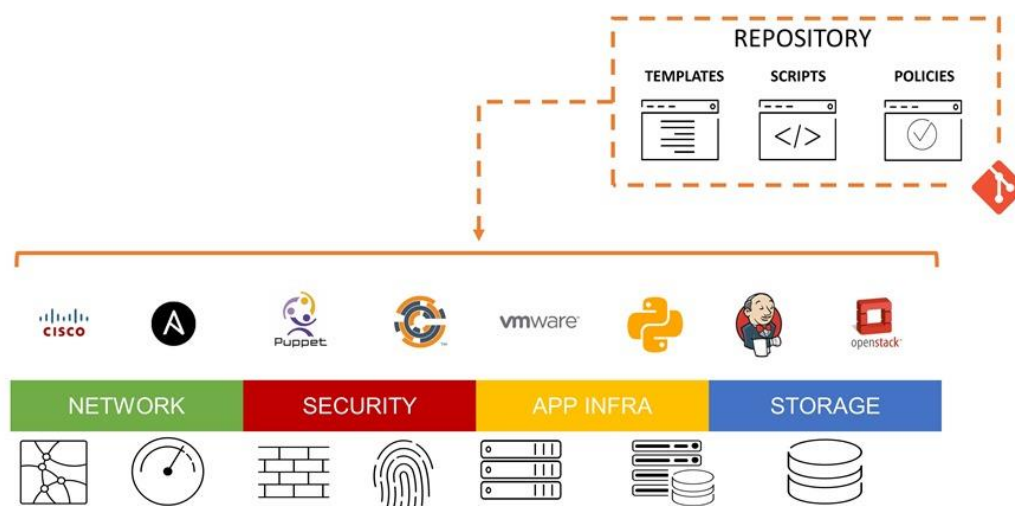 REPOSITORY
TEMPLATES SCRIPTS POLICIES
</>
CISCO Puppet vmware openstack
NETWORK SECURITY APP INFRA STORAGE